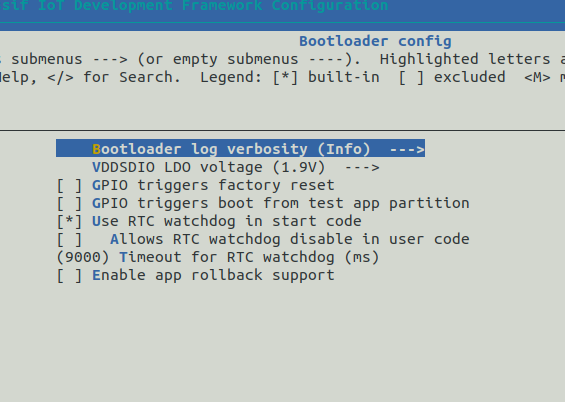 IoT Development Framework Configuration
Bootloader config
submenus ---> (or empty submenus ----).  Highlighted letters
</> for Search.  Legend: [*] built-in  [ ] excluded  <M>
Bootloader log verbosity (Info)  --->
VDDSDIO LDO voltage (1.9V)  --->
[ ] GPIO triggers factory reset
[ ] GPIO triggers boot from test app partition
[*] Use RTC watchdog in start code
[ ]   Allows RTC watchdog disable in user code
(9000) Timeout for RTC watchdog (ms)
[ ] Enable app rollback support